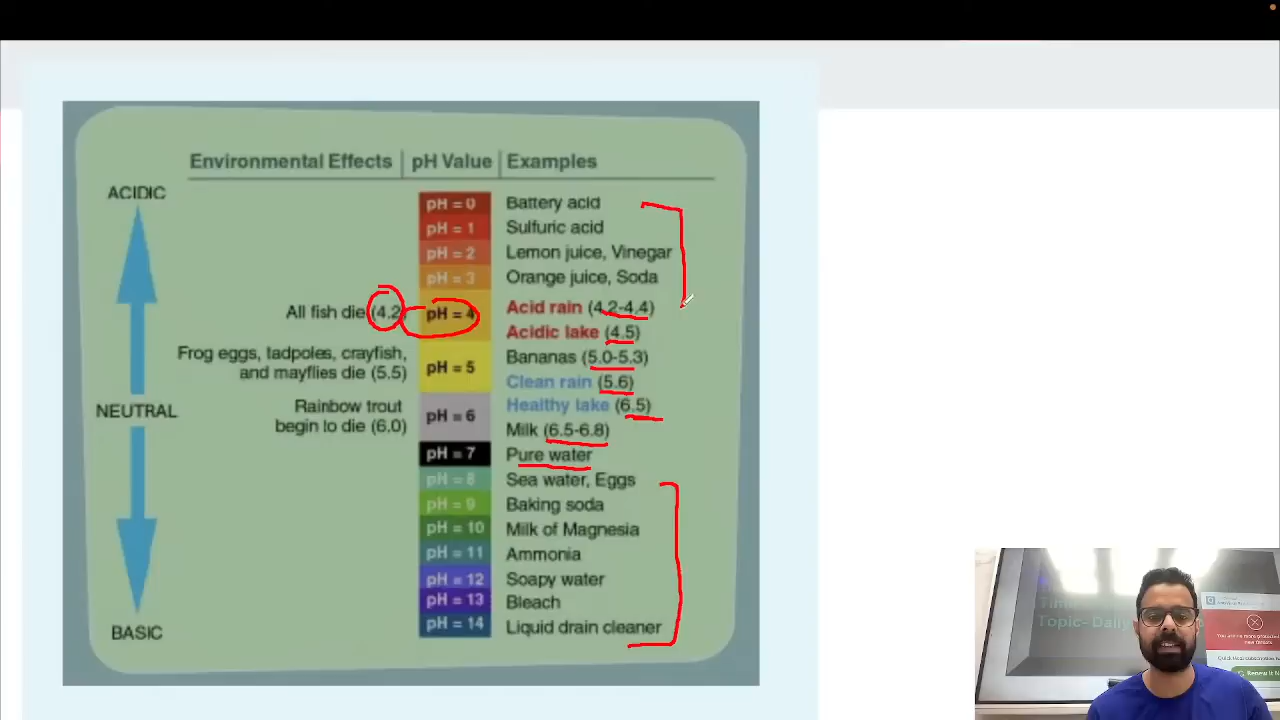 Environmental Effects pH Value Examples
ACIDIC
pH = 0 Battery acid
pH = 1 Sulfuric acid
pH = 2 Lemon juice, Vinegar
pH = 3 Orange juice, Soda
All fish die (4.2) pH = 4 Acid rain (4.2-4.4)
Acidic lake (4.5)
Frog eggs, tadpoles, crayfish,
and mayflies die (5.5)
pH = 5 Bananas (5.0-5.3)
Clean rain (5.6)
NEUTRAL
Rainbow trout
begin to die (6.0)
pH = 6 Healthy lake (6.5)
Milk (6.5-6.8)
pH = 7 Pure water
pH = 8 Sea water, Eggs
pH = 9 Baking soda
pH = 10 Milk of Magnesia
pH = 11 Ammonia
pH = 12 Soapy water
pH = 13 Bleach
pH = 14 Liquid drain cleaner
BASIC
Topic- Daily